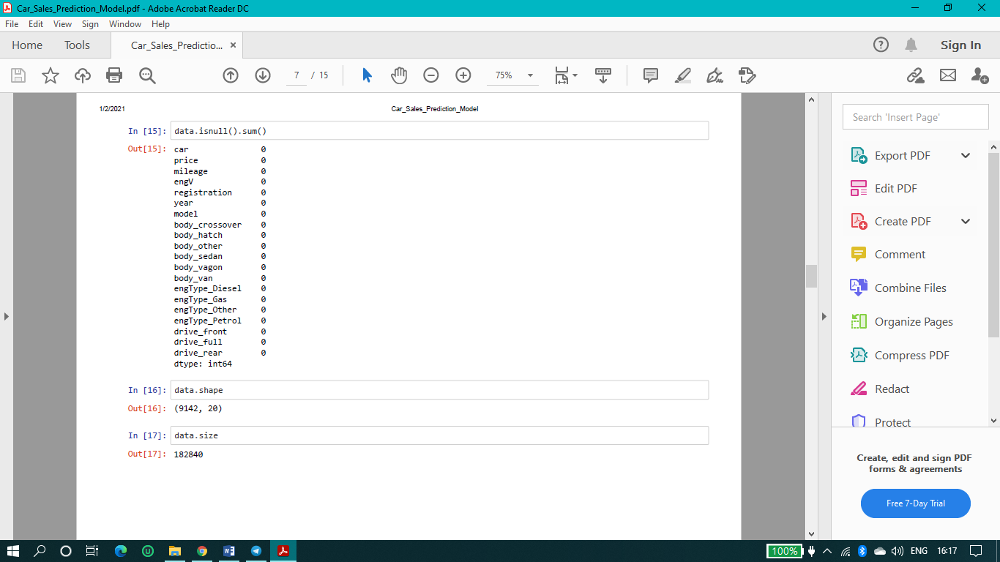 Car_Sales_Prediction_Model.pdf - Adobe Acrobat Reader DC
File Edit View Sign Window Help
Home Tools Car_Sales_Predictio... × Sign In
7 / 15 75%
1/2/2021 Car_Sales_Prediction_Model
In [15]: data.isnull().sum()
Out[15]: car 0
price 0
mileage 0
engV 0
registration 0
year 0
model 0
body_crossover 0
body_hatch 0
body_other 0
body_sedan 0
body_vagon 0
body_van 0
engType_Diesel 0
engType_Gas 0
engType_Other 0
engType_Petrol 0
drive_front 0
drive_full 0
drive_rear 0
dtype: int64
In [16]: data.shape
Out[16]: (9142, 20)
In [17]: data.size
Out[17]: 182840
Search 'Insert Page'
Export PDF
Edit PDF
Create PDF
Comment
Combine Files
Organize Pages
Compress PDF
Redact
Protect
Create, edit and sign PDF
forms & agreements
Free 7-Day Trial
100% ENG 16:17